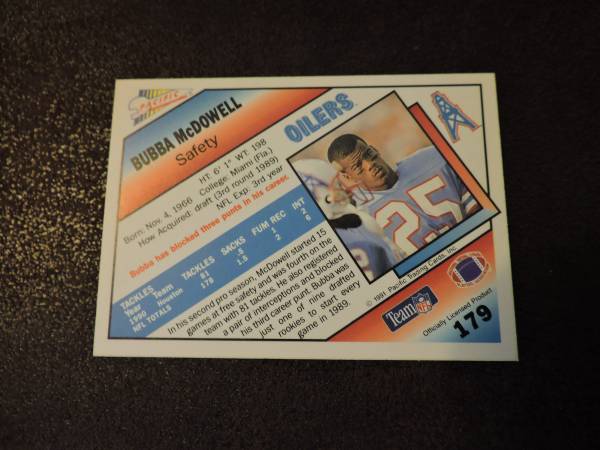 PACIFIC
BUBBA McDOWELL
Safety
OILERS
HT. 6' 1" WT. 198
Born: Nov. 4, 1966 College: Miami (Fla.)
How Acquired: draft (3rd round 1989)
NFL Exp: 3rd year
Bubba has blocked three punts in his career.
TACKLES
Year Team TACKLES SACKS FUM REC INT
1990 Houston 81 .5 1 2
NFL TOTALS 178 1.5 2 6
In his second pro season, McDowell started 15
games at free safety and was fourth on the
team with 81 tackles. He also registered
a pair of interceptions and blocked
his third career punt. Bubba was
just one of nine drafted
rookies to start every
game in 1989.
25
© 1991 Pacific Trading Cards, Inc.
Team NFL
Officially Licensed Product
179